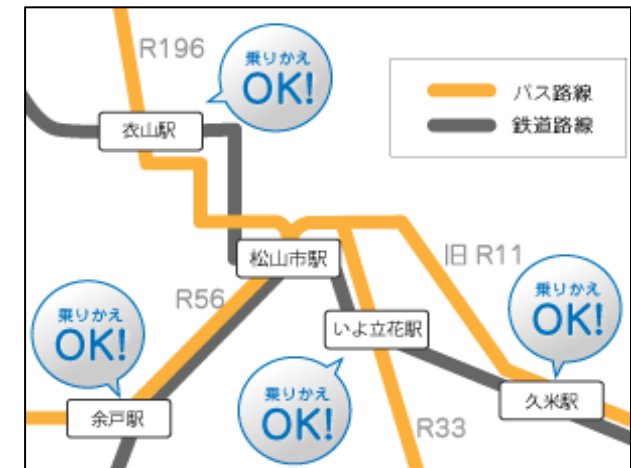 R196
乗りかえ
OK!
バス路線
鉄道路線
衣山駅
松山市駅
旧 R11
乗りかえ
OK!
R56
乗りかえ
OK!
いよ立花駅
乗りかえ
OK!
久米駅
余戸駅
R33